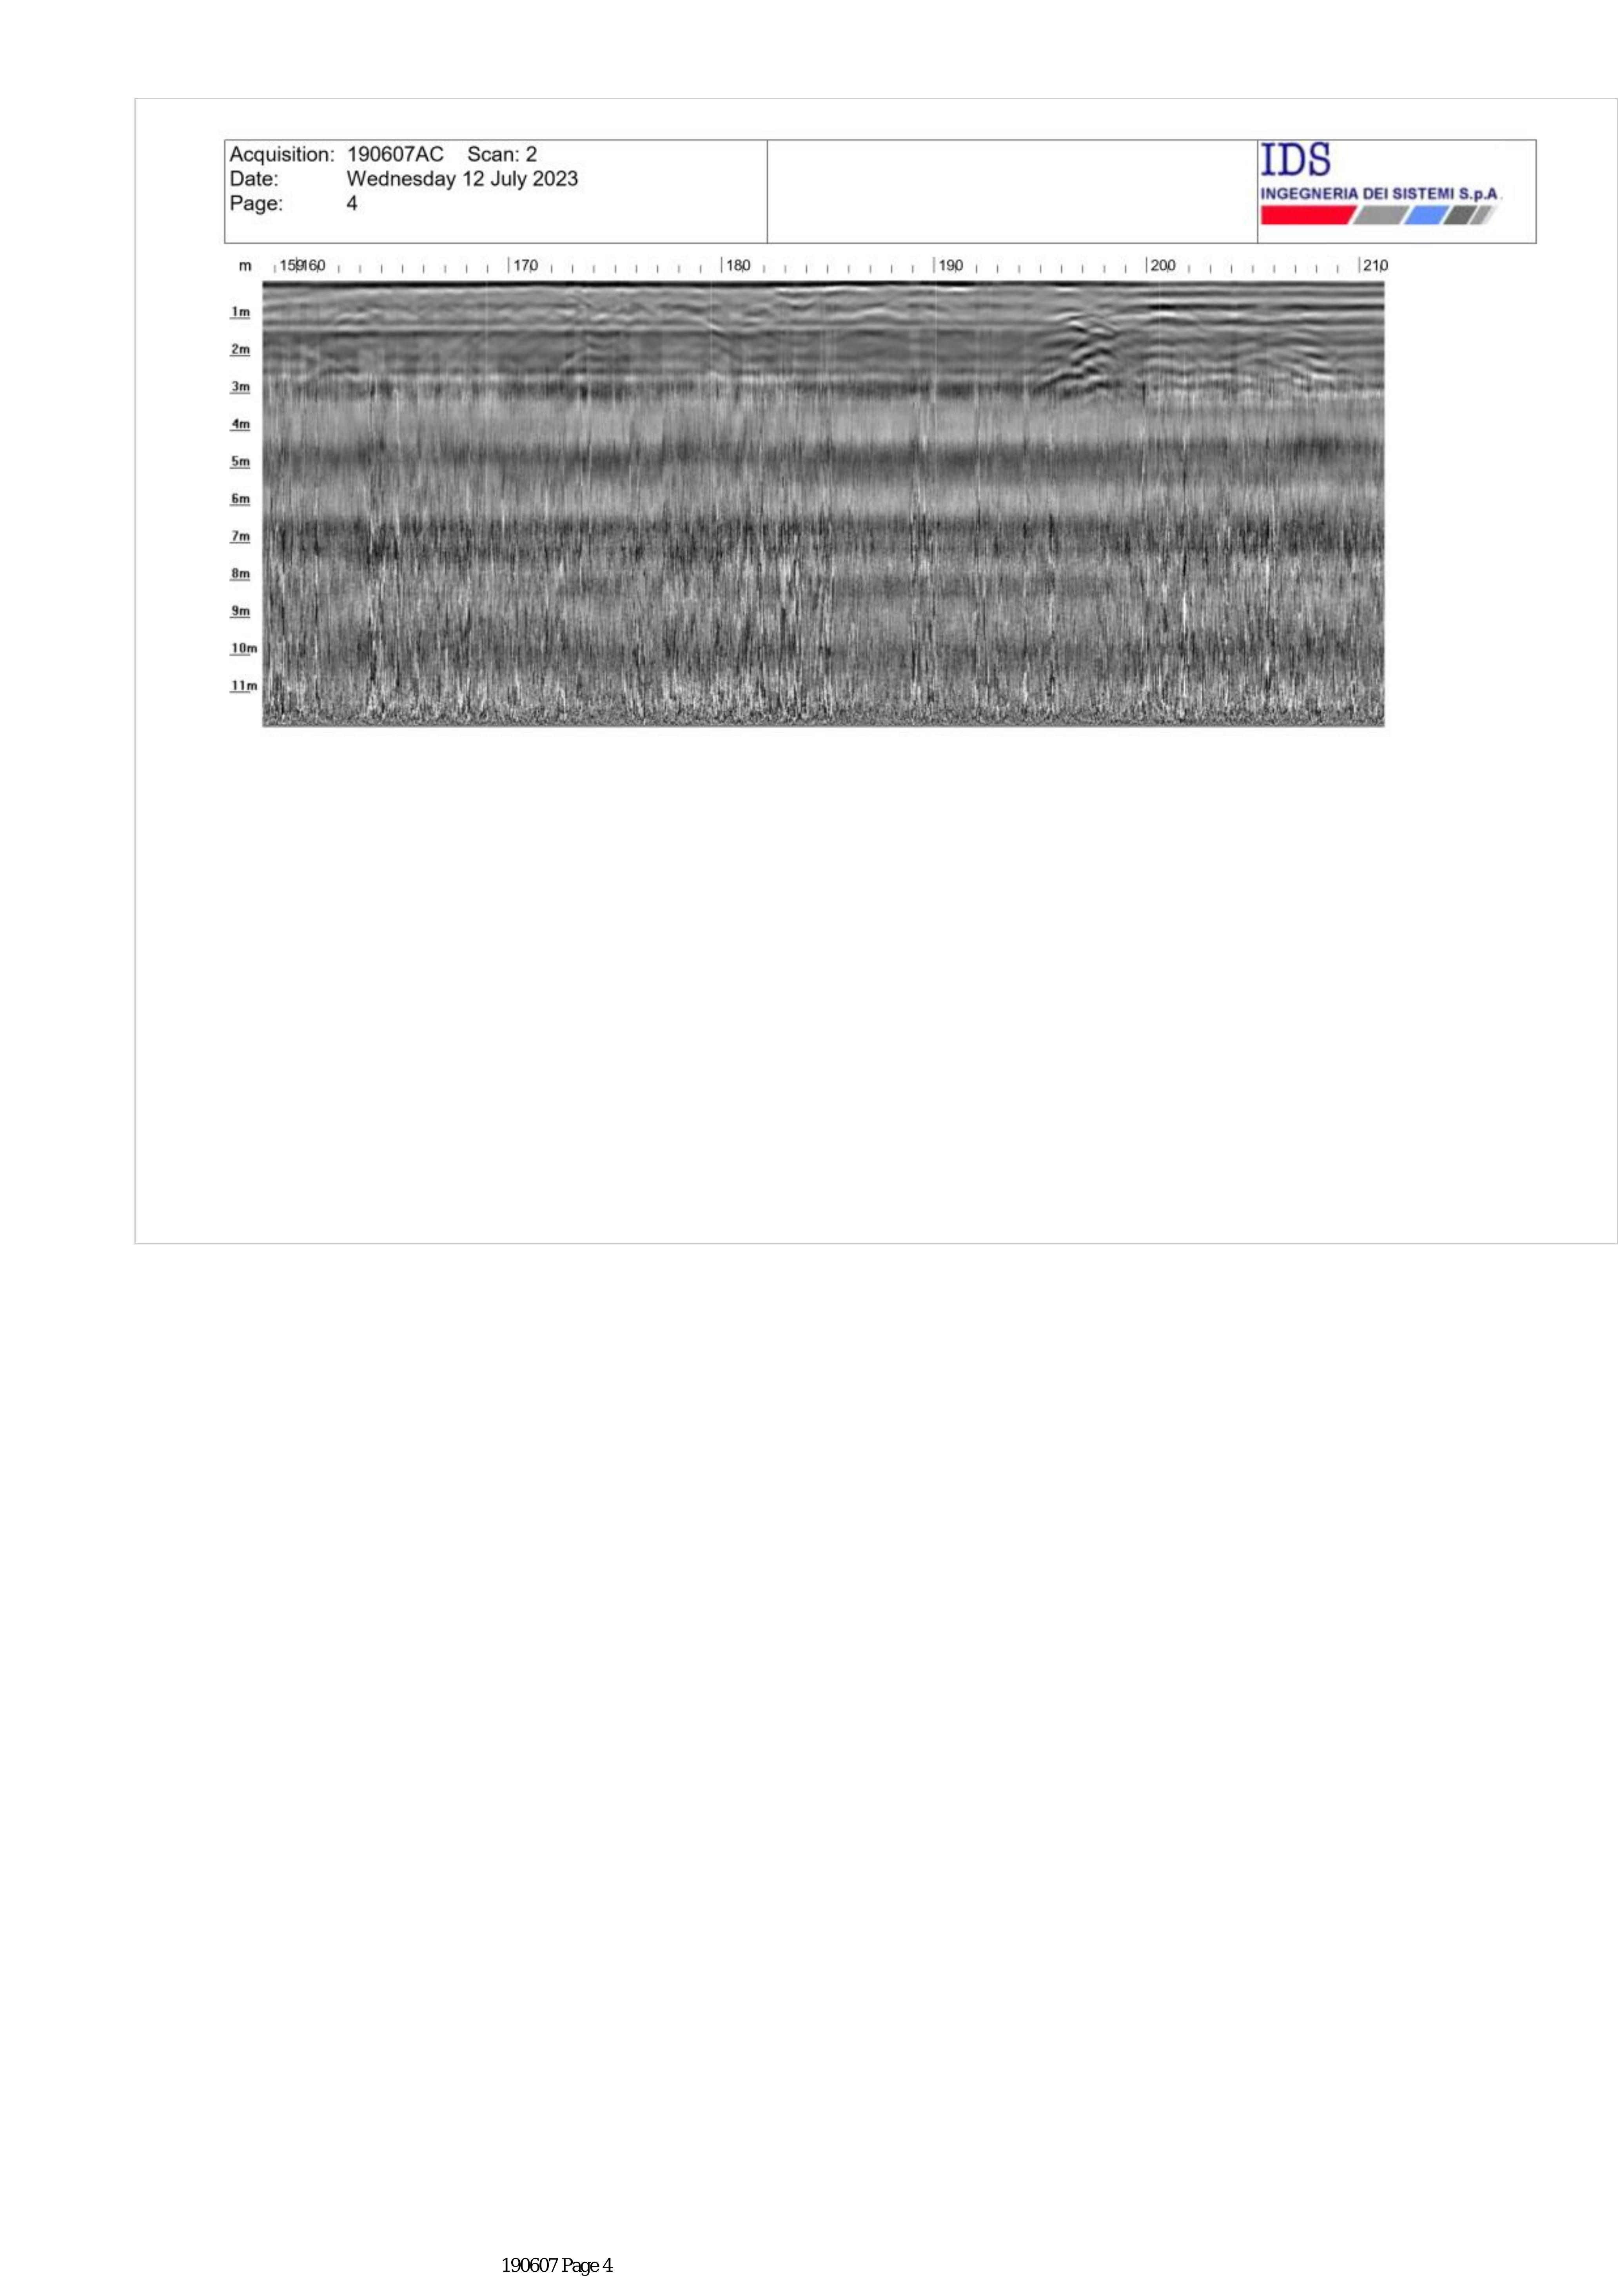 Acquisition: 190607AC Scan: 2
Date: Wednesday 12 July 2023
Page: 4
IDS
INGEGNERIA DEI SISTEMI S.p.A.
m 159 160 170 180 190 200 210
1m
2m
3m
4m
5m
6m
7m
8m
9m
10m
11m
190607 Page 4